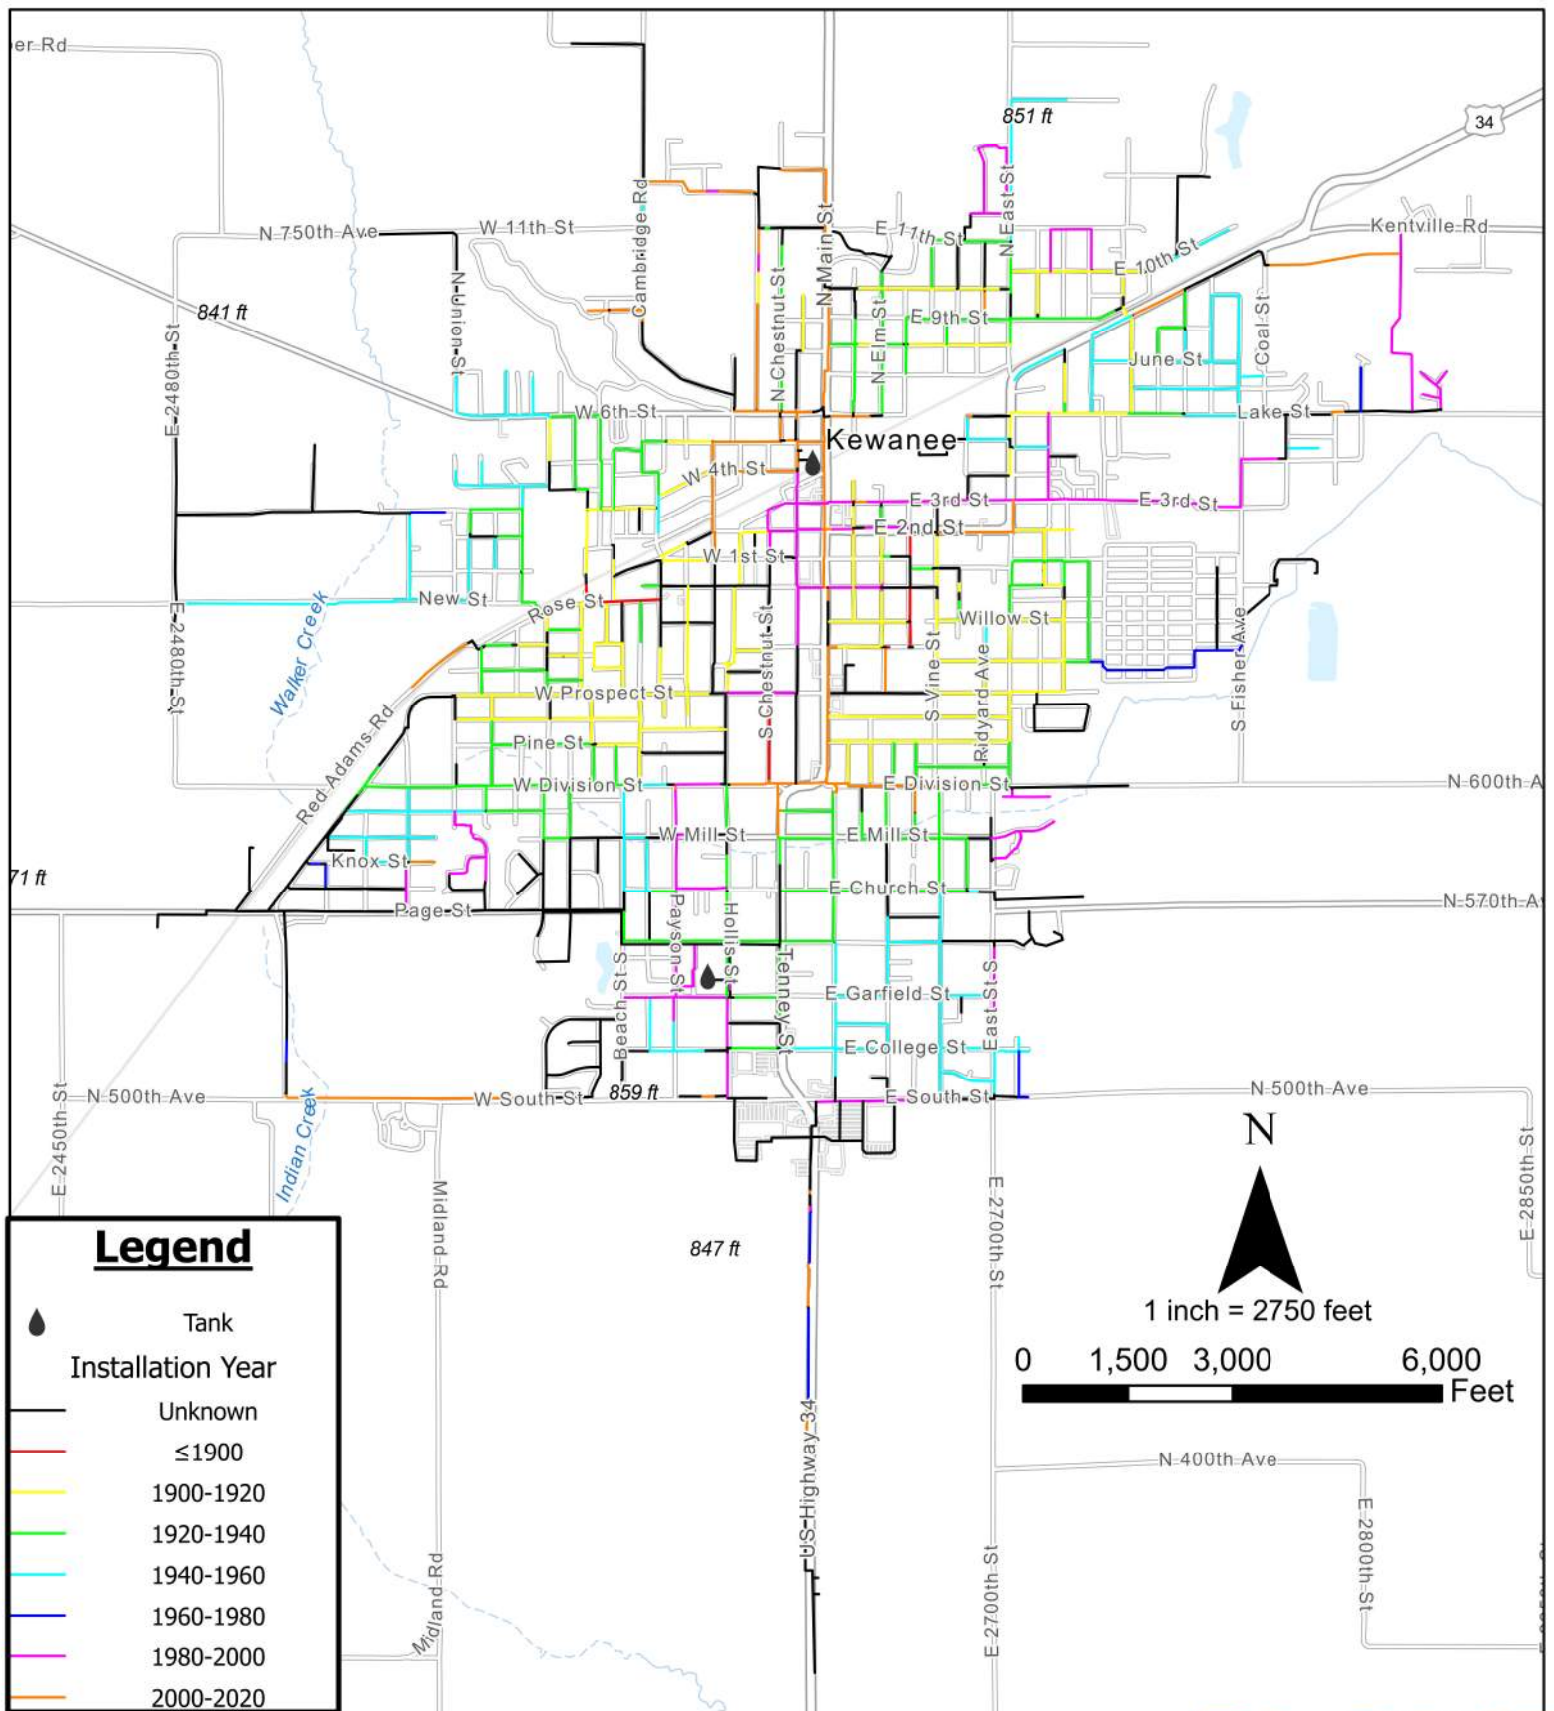 er Rd
851 ft
34
N 750th Ave
W 11th St
Cambridge Rd
N Main St
E 11th St
N East St
E 10th St
Kentville Rd
N Union St
841 ft
N Chestnut St
N Elm St
E 9th St
E 2480th St
June St
Coal St
W 6th St
Lake St
Kewanee
W 4th St
E 3rd St
E 3rd St
E 2nd St
W 1st St
New St
Rose St
Willow St
E 2480th St
Walker Creek
S Chestnut St
S Vine St
Ridyard Ave
S Fisher Ave
W Prospect St
Pine St
Red Adams Rd
W Division St
E Division St
N 600th A
W Mill St
E Mill St
Knox St
71 ft
E Church St
Page St
N 570th A
Payson St
Hollis St
Tenney St
Beach St S
E Garfield St
East St S
E College St
N 500th Ave
W South St
859 ft
E South St
N 500th Ave
E 2450th St
Indian Creek
Midland Rd
E 2700th St
E 2850th St
N
847 ft
1 inch = 2750 feet
0 1,500 3,000 6,000
Feet
US Highway 34
N 400th Ave
E 2800th St
E 2700th St
Midland Rd
Midland Rd
Legend
Tank
Installation Year
Unknown
≤1900
1900-1920
1920-1940
1940-1960
1960-1980
1980-2000
2000-2020